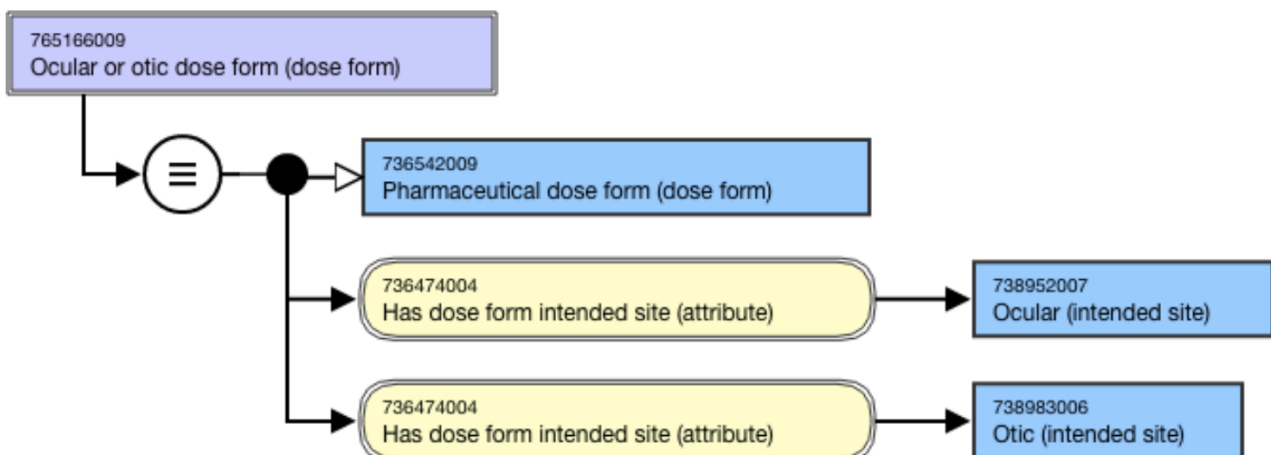 765166009
Ocular or otic dose form (dose form)
736542009
Pharmaceutical dose form (dose form)
736474004
Has dose form intended site (attribute)
738952007
Ocular (intended site)
736474004
Has dose form intended site (attribute)
738983006
Otic (intended site)